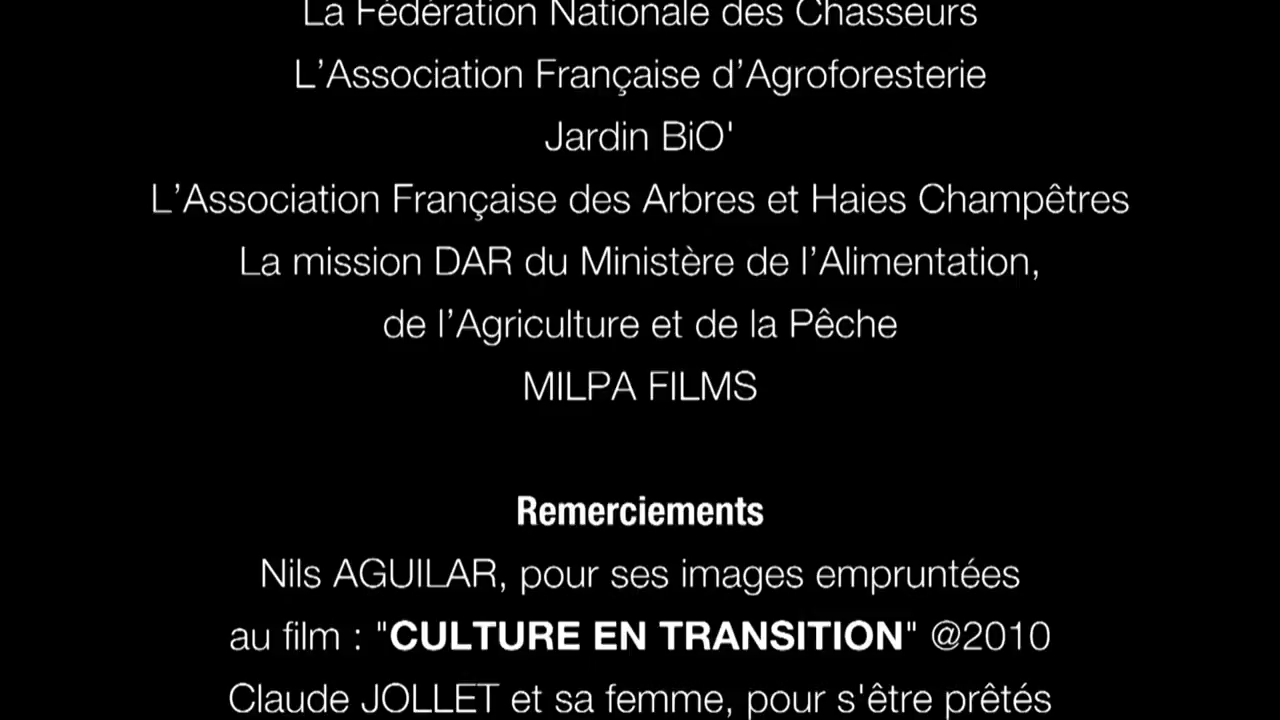 La Fédération Nationale des Chasseurs
L’Association Française d’Agroforesterie
Jardin BiO'
L’Association Française des Arbres et Haies Champêtres
La mission DAR du Ministère de l’Alimentation,
de l’Agriculture et de la Pêche
MILPA FILMS
Remerciements
Nils AGUILAR, pour ses images empruntées
au film : "CULTURE EN TRANSITION" @2010
Claude JOLLET et sa femme, pour s'être prêtés